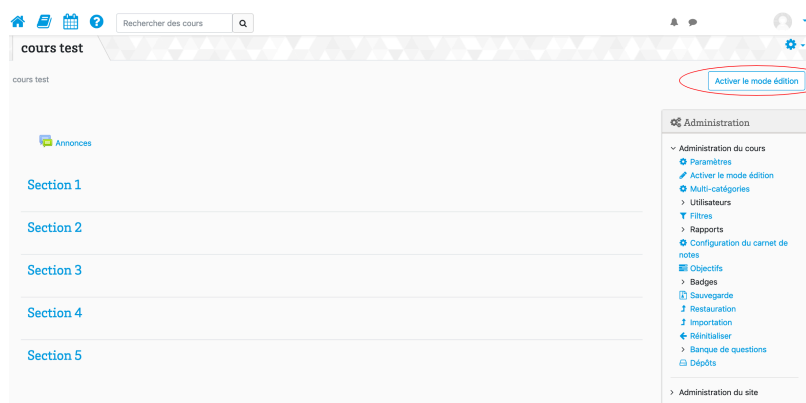 Rechercher des cours
cours test
cours test
Activer le mode édition
Annonces
Section 1
Section 2
Section 3
Section 4
Section 5
Administration
Administration du cours
Paramètres
Activer le mode édition
Multi-catégories
Utilisateurs
Filtres
Rapports
Configuration du carnet de
notes
Objectifs
Badges
Sauvegarde
Restauration
Importation
Réinitialiser
Banque de questions
Dépôts
Administration du site